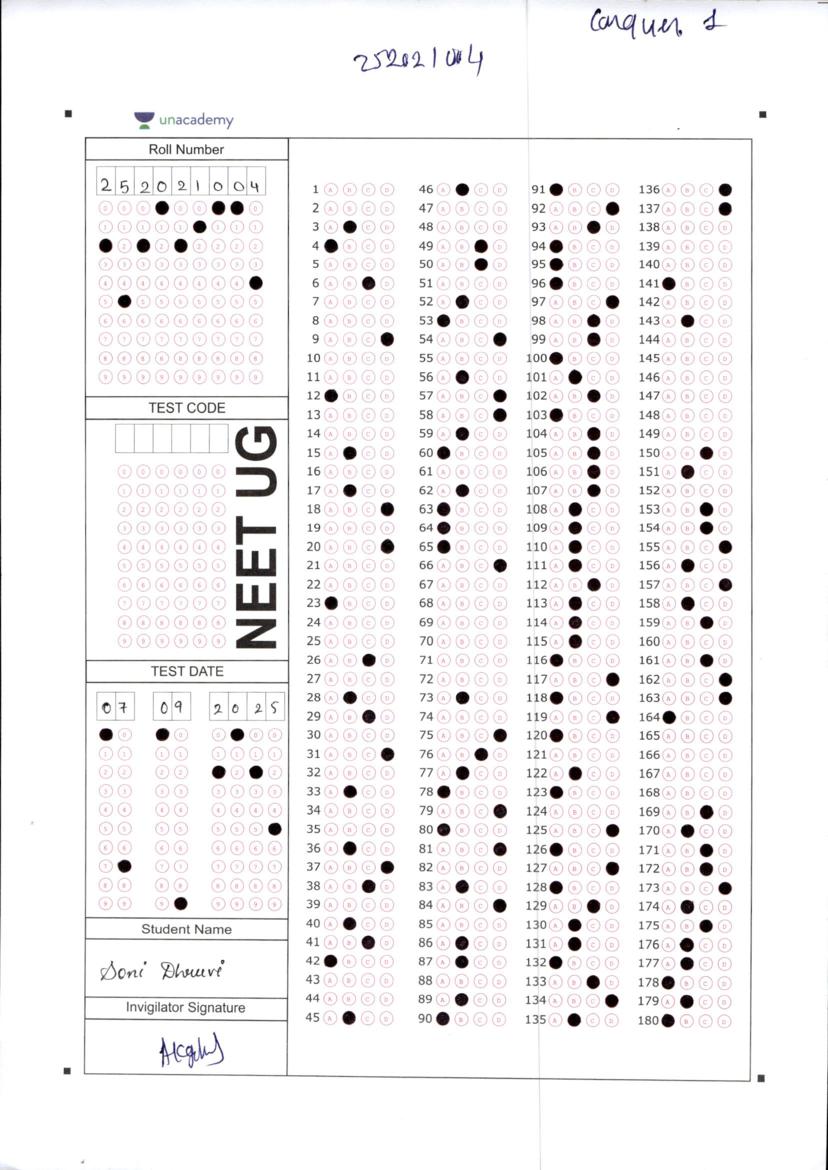 Conquer. 1
252021004
unacademy
Roll Number
2 5 2 0 2 1 0 0 4
TEST CODE
NEET UG
TEST DATE
07 09 2025
Student Name
Soni Dhruvi
Invigilator Signature
1 A B C D 46 A C D 91 B C D 136 A B C
2 A B C D 47 A B C D 92 A B C 137 A B C
3 A C D 48 A B C D 93 A B D 138 A B C D
4 B C D 49 A B D 94 B C D 139 A B C D
5 A B C D 50 A B D 95 B C D 140 A B C D
6 A B D 51 A B C D 96 B C D 141 B C D
7 A B C D 52 A C D 97 A B C 142 A B C D
8 A B C D 53 B C D 98 A B D 143 A C D
9 A B C 54 A B C 99 A B D 144 A B C D
10 A B C D 55 A B C D 100 B C D 145 A B C D
11 A B C D 56 A C D 101 A C D 146 A B C D
12 B C D 57 A B C 102 A B D 147 A B C D
13 A B C D 58 A B C 103 B C D 148 A B C D
14 A B C D 59 A C D 104 A B D 149 A B C D
15 A C D 60 B C D 105 A B D 150 A B D
16 A B C D 61 A B C D 106 A B D 151 A C D
17 A C D 62 A C D 107 A B D 152 A B C D
18 A B C 63 B C D 108 A C D 153 A B D
19 A B C D 64 B C D 109 A C D 154 A B D
20 A B C 65 B C D 110 A C D 155 A B C
21 A B C D 66 A B C 111 A C D 156 A C D
22 A B C D 67 A B C D 112 A B D 157 A B C
23 B C D 68 A B C D 113 A C D 158 A C D
24 A B C D 69 A B C D 114 A C D 159 A B D
25 A B C D 70 A B C D 115 A C D 160 A B C D
26 A B D 71 A B C D 116 B C D 161 A B D
27 A B C D 72 A B C D 117 A B C 162 A B C
28 A C D 73 A C D 118 B C D 163 A B C
29 A B D 74 A B C D 119 A B C 164 B C D
30 A B C D 75 A B C 120 B C D 165 A B C D
31 A B C 76 A B D 121 A B C D 166 A B C D
32 A B C D 77 A C D 122 A C D 167 A B C D
33 A C D 78 B C D 123 B C D 168 A B C D
34 A B C D 79 A B C 124 A B C D 169 A B D
35 A B C D 80 B C D 125 A B C 170 A C D
36 A C D 81 A B C 126 B C D 171 A B D
37 A B C 82 A B C D 127 A B C 172 A B D
38 A B D 83 A C D 128 B C D 173 A B C
39 A B C D 84 A B C 129 A B D 174 A C D
40 A C D 85 A B C D 130 A C D 175 A B D
41 A B D 86 A C D 131 A C D 176 A C D
42 B C D 87 A C D 132 B C D 177 A C D
43 A B C D 88 A B C D 133 A B D 178 B C D
44 A B C D 89 A C D 134 A B C 179 A C D
45 A C D 90 B C D 135 A C D 180 B C D